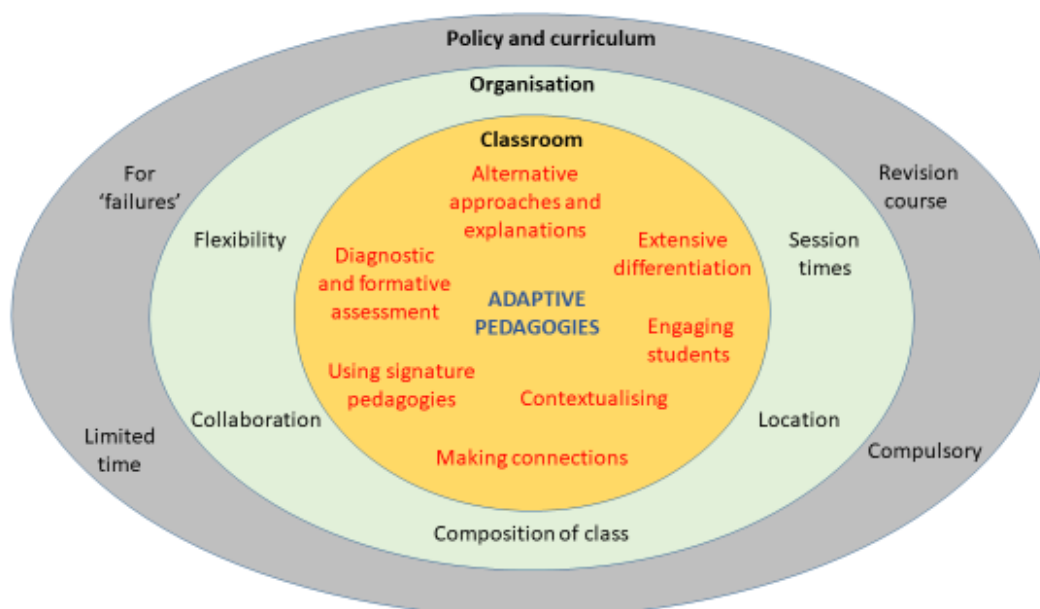 Policy and curriculum
Organisation
Classroom
For
‘failures’
Revision
course
Alternative
approaches and
explanations
Flexibility
Session
times
Extensive
differentiation
Diagnostic
and formative
assessment
ADAPTIVE
PEDAGOGIES
Engaging
students
Using signature
pedagogies
Contextualising
Collaboration
Location
Limited
time
Compulsory
Making connections
Composition of class